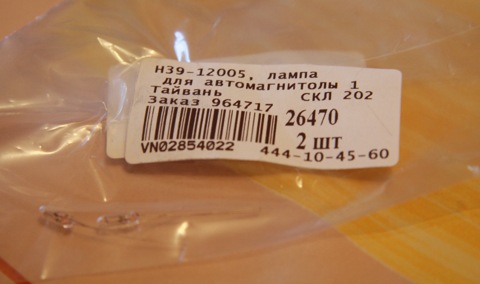 H39-12005, лампа
для автомагнитолы 1
Тайвань СКЛ 202
Заказ 964717
26470
2 шт
VN02854022 444-10-45-60